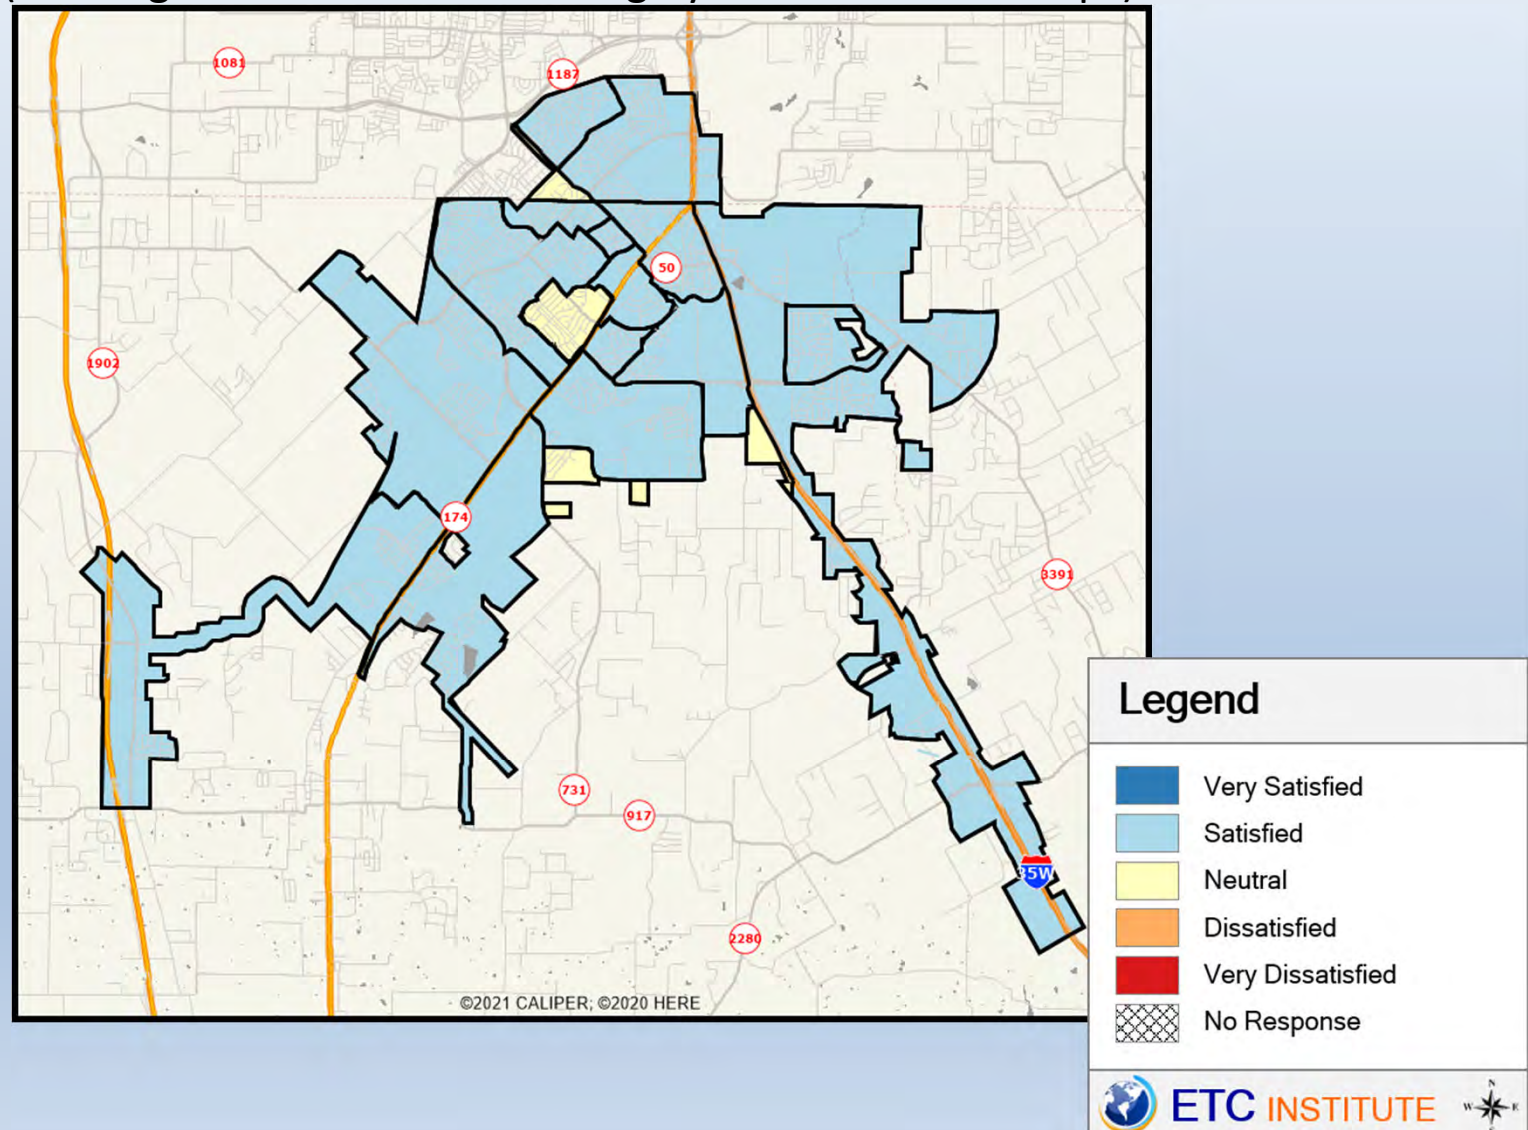 1081
1187
50
1902
174
3391
731
917
35W
2280
©2021 CALIPER; ©2020 HERE
Legend
Very Satisfied
Satisfied
Neutral
Dissatisfied
Very Dissatisfied
No Response
ETC INSTITUTE
N
W E